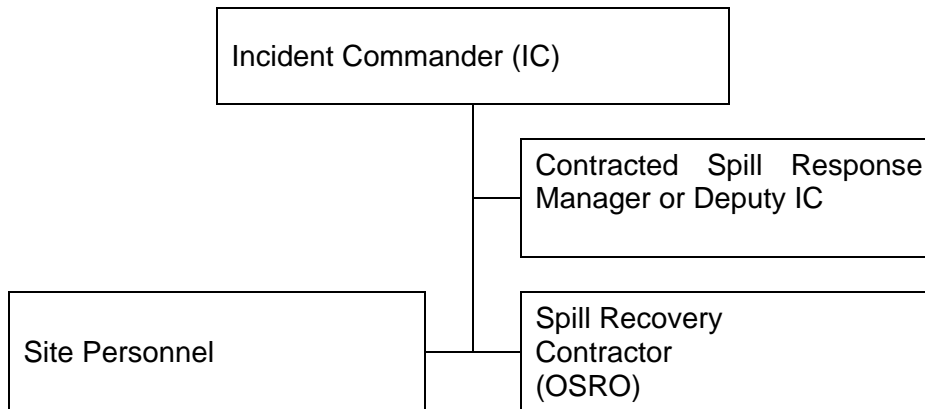 Incident Commander (IC)
Contracted Spill Response
Manager or Deputy IC
Site Personnel
Spill Recovery
Contractor
(OSRO)